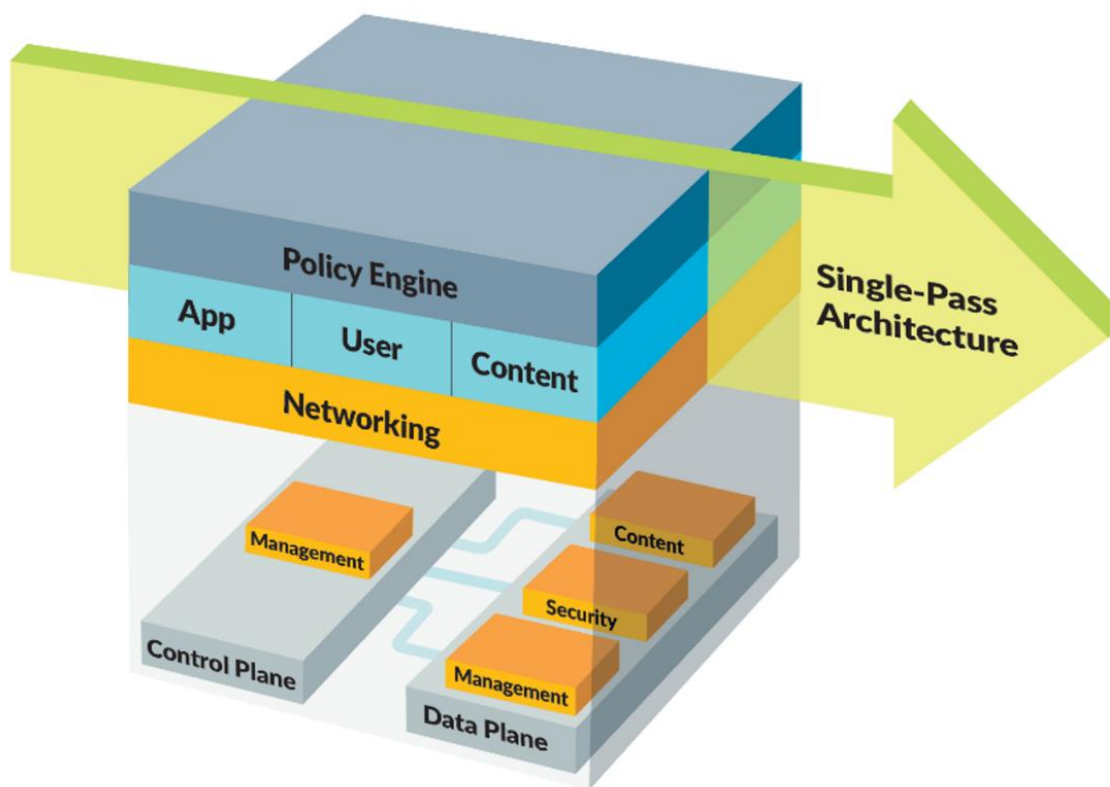 Policy Engine
App
User
Content
Networking
Single-Pass
Architecture
Management
Control Plane
Content
Security
Management
Data Plane